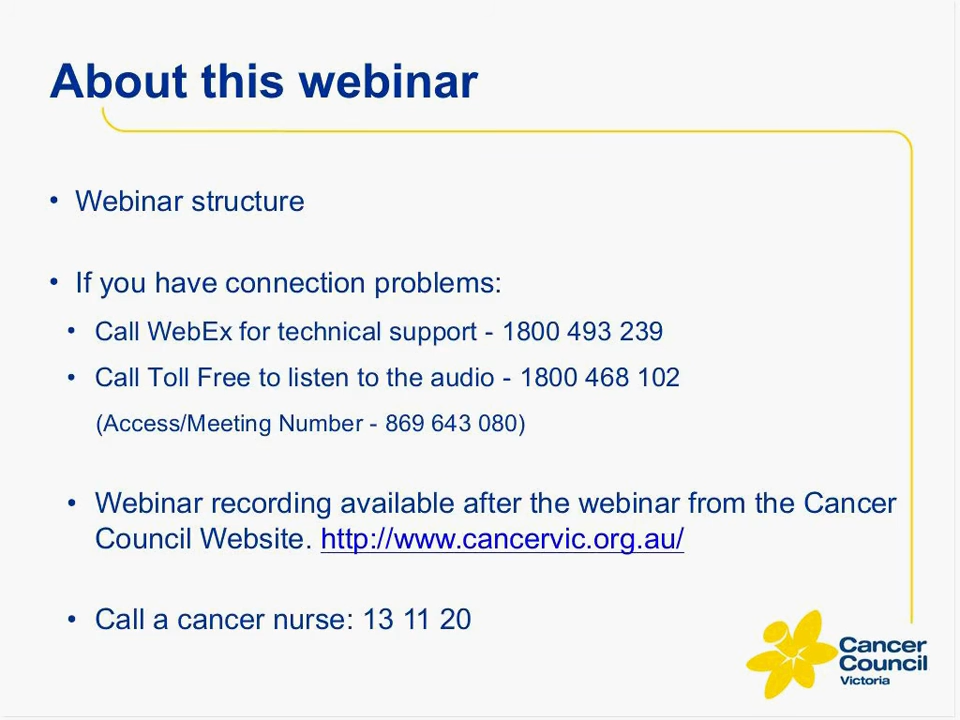 About this webinar
• Webinar structure
• If you have connection problems:
• Call WebEx for technical support - 1800 493 239
• Call Toll Free to listen to the audio - 1800 468 102
(Access/Meeting Number - 869 643 080)
• Webinar recording available after the webinar from the Cancer
Council Website. http://www.cancervic.org.au/
• Call a cancer nurse: 13 11 20
Cancer
Council
Victoria